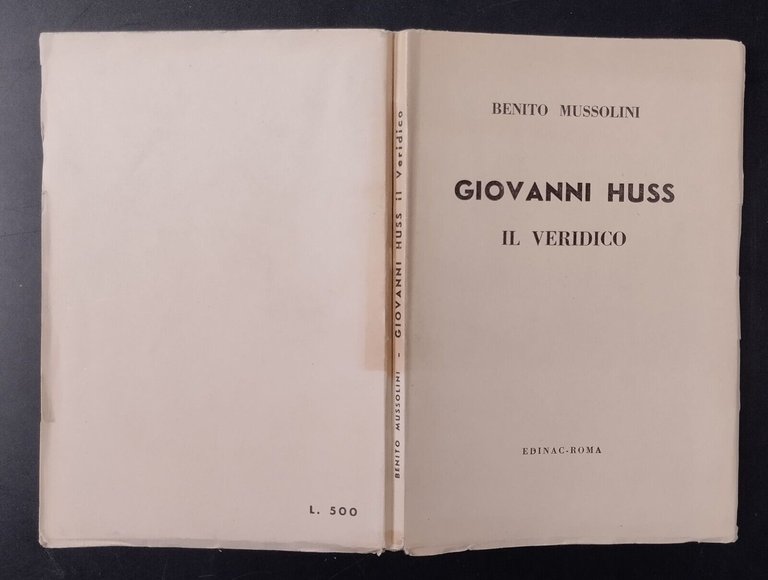 BENITO MUSSOLINI
GIOVANNI HUSS
IL VERIDICO
EDINAC-ROMA
BENITO MUSSOLINI - GIOVANNI HUSS il Veridico
L. 500